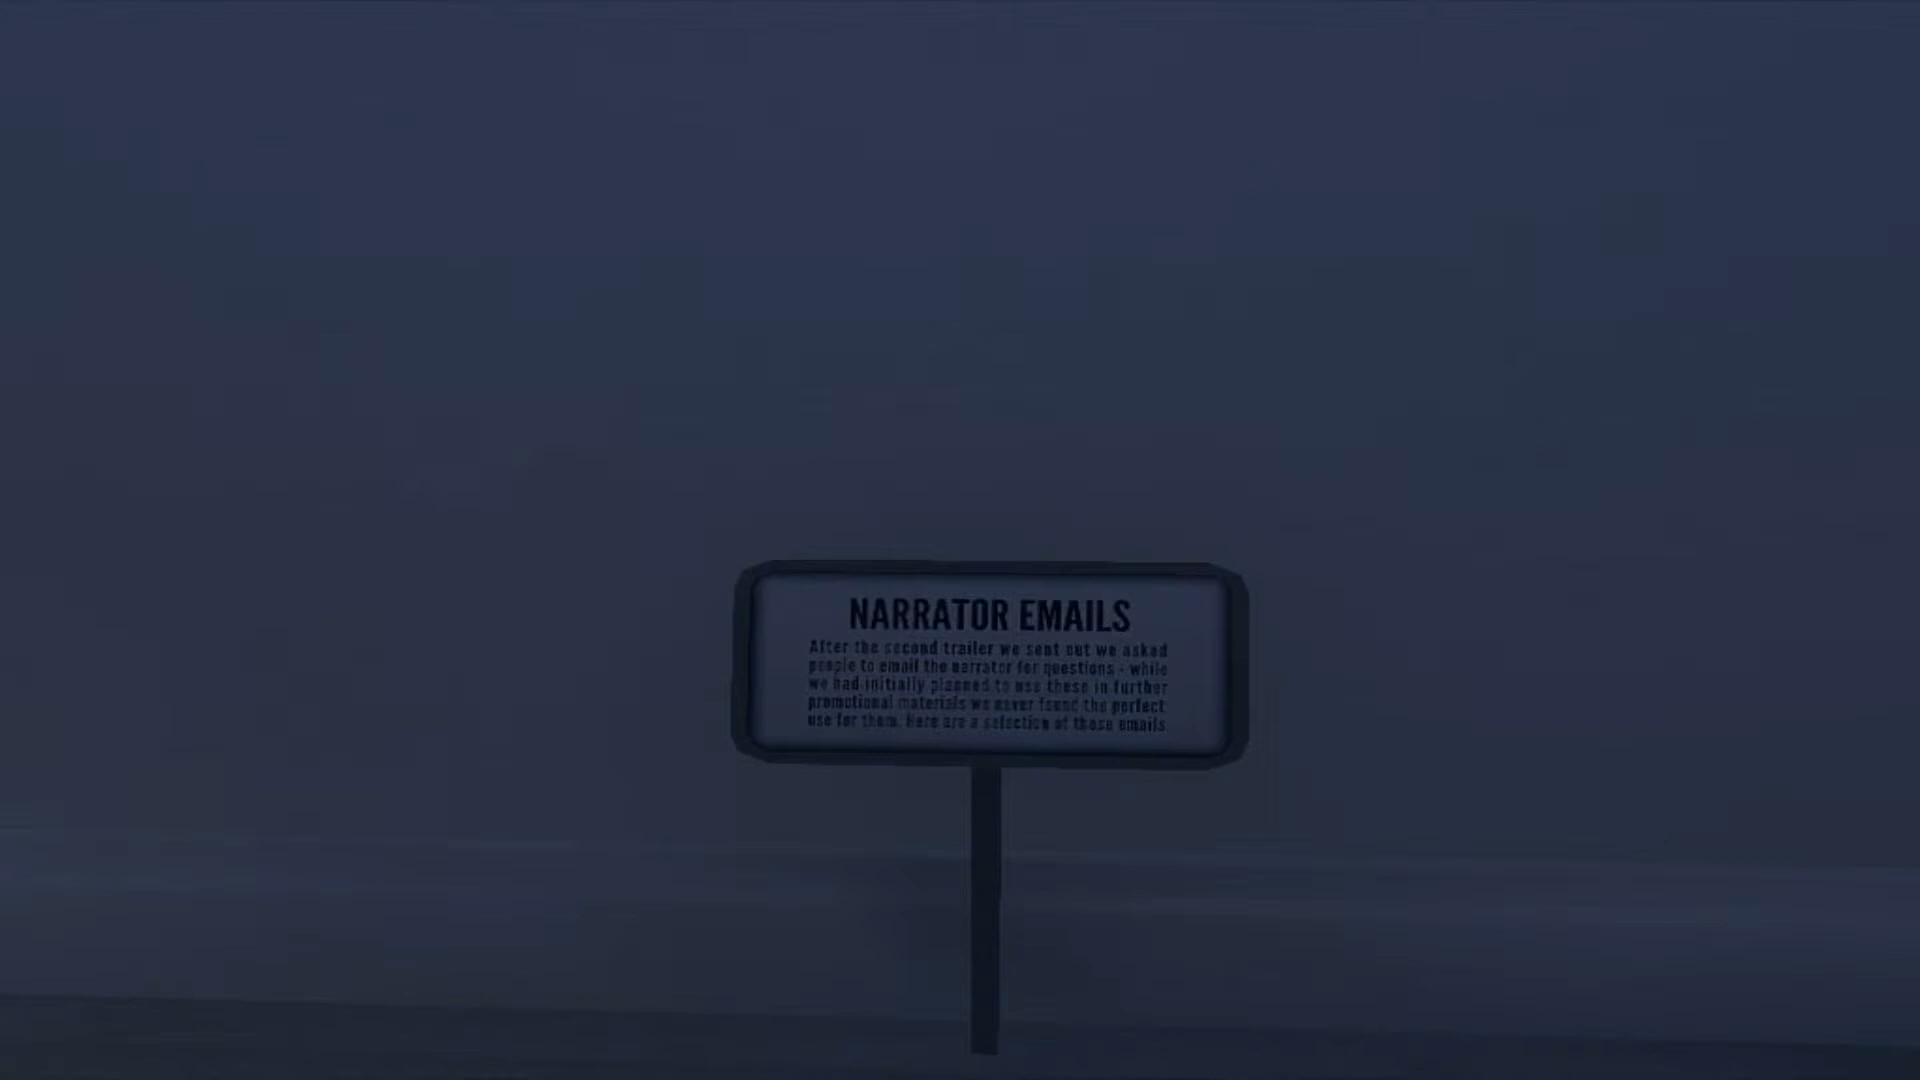 NARRATOR EMAILS
After the second trailer we sent out we asked
people to email the narrator for questions - while
we had initially planned to use these in further
promotional materials we never found the perfect
use for them. Here are a selection of those emails